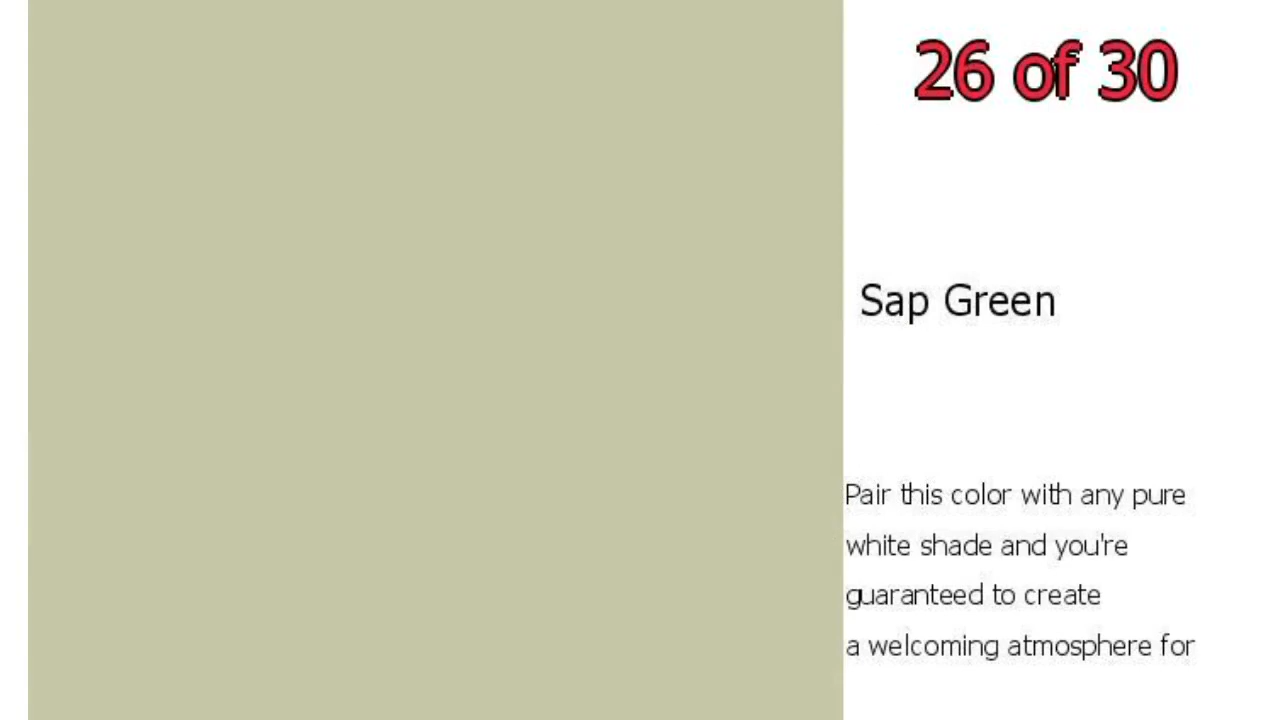 26 of 30
Sap Green
Pair this color with any pure
white shade and you're
guaranteed to create
a welcoming atmosphere for